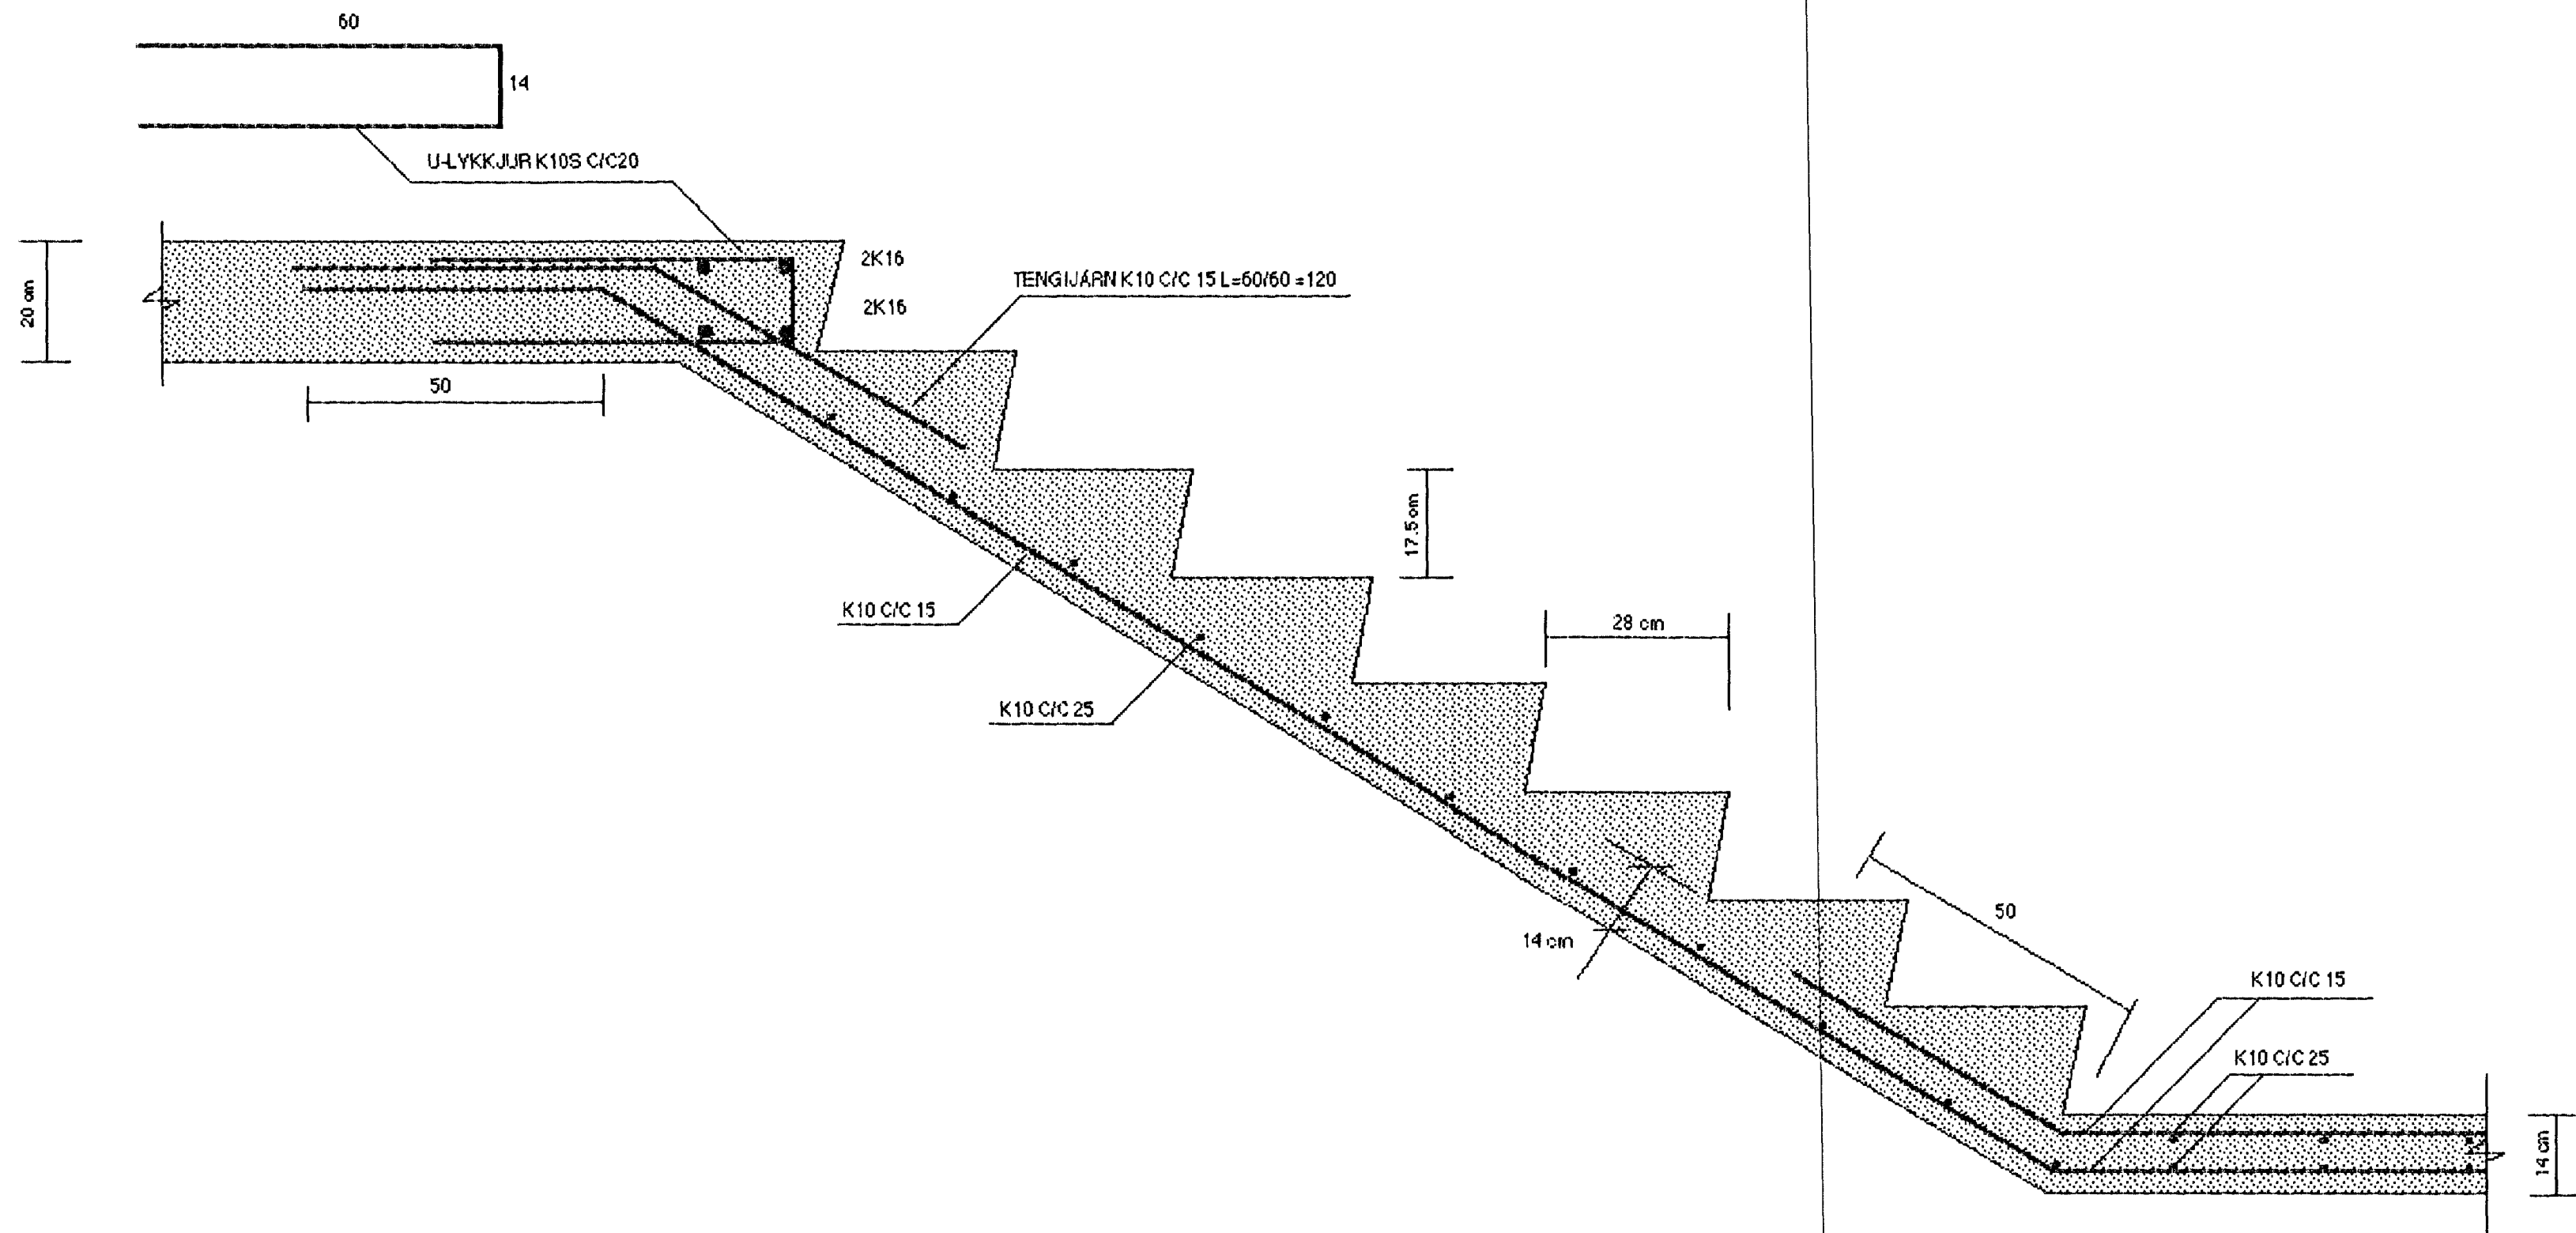 60
14
U-LYKKJUR K10S C/C20
20 cm
2K16
2K16
TENGIJÁRN K10 C/C 15 L=60/60 =120
50
17.5 cm
K10 C/C 15
28 cm
K10 C/C 25
14 cm
50
K10 C/C 15
K10 C/C 25
14 cm